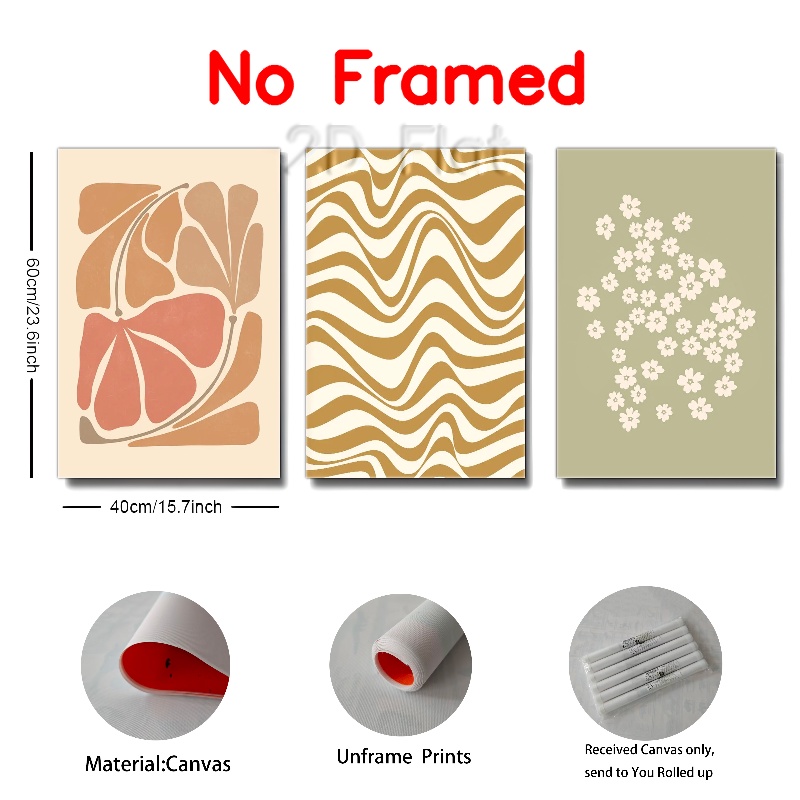 No Framed
2D Flat
60cm/23.6inch
40cm/15.7inch
Material:Canvas
Unframe Prints
Received Canvas only,
send to You Rolled up